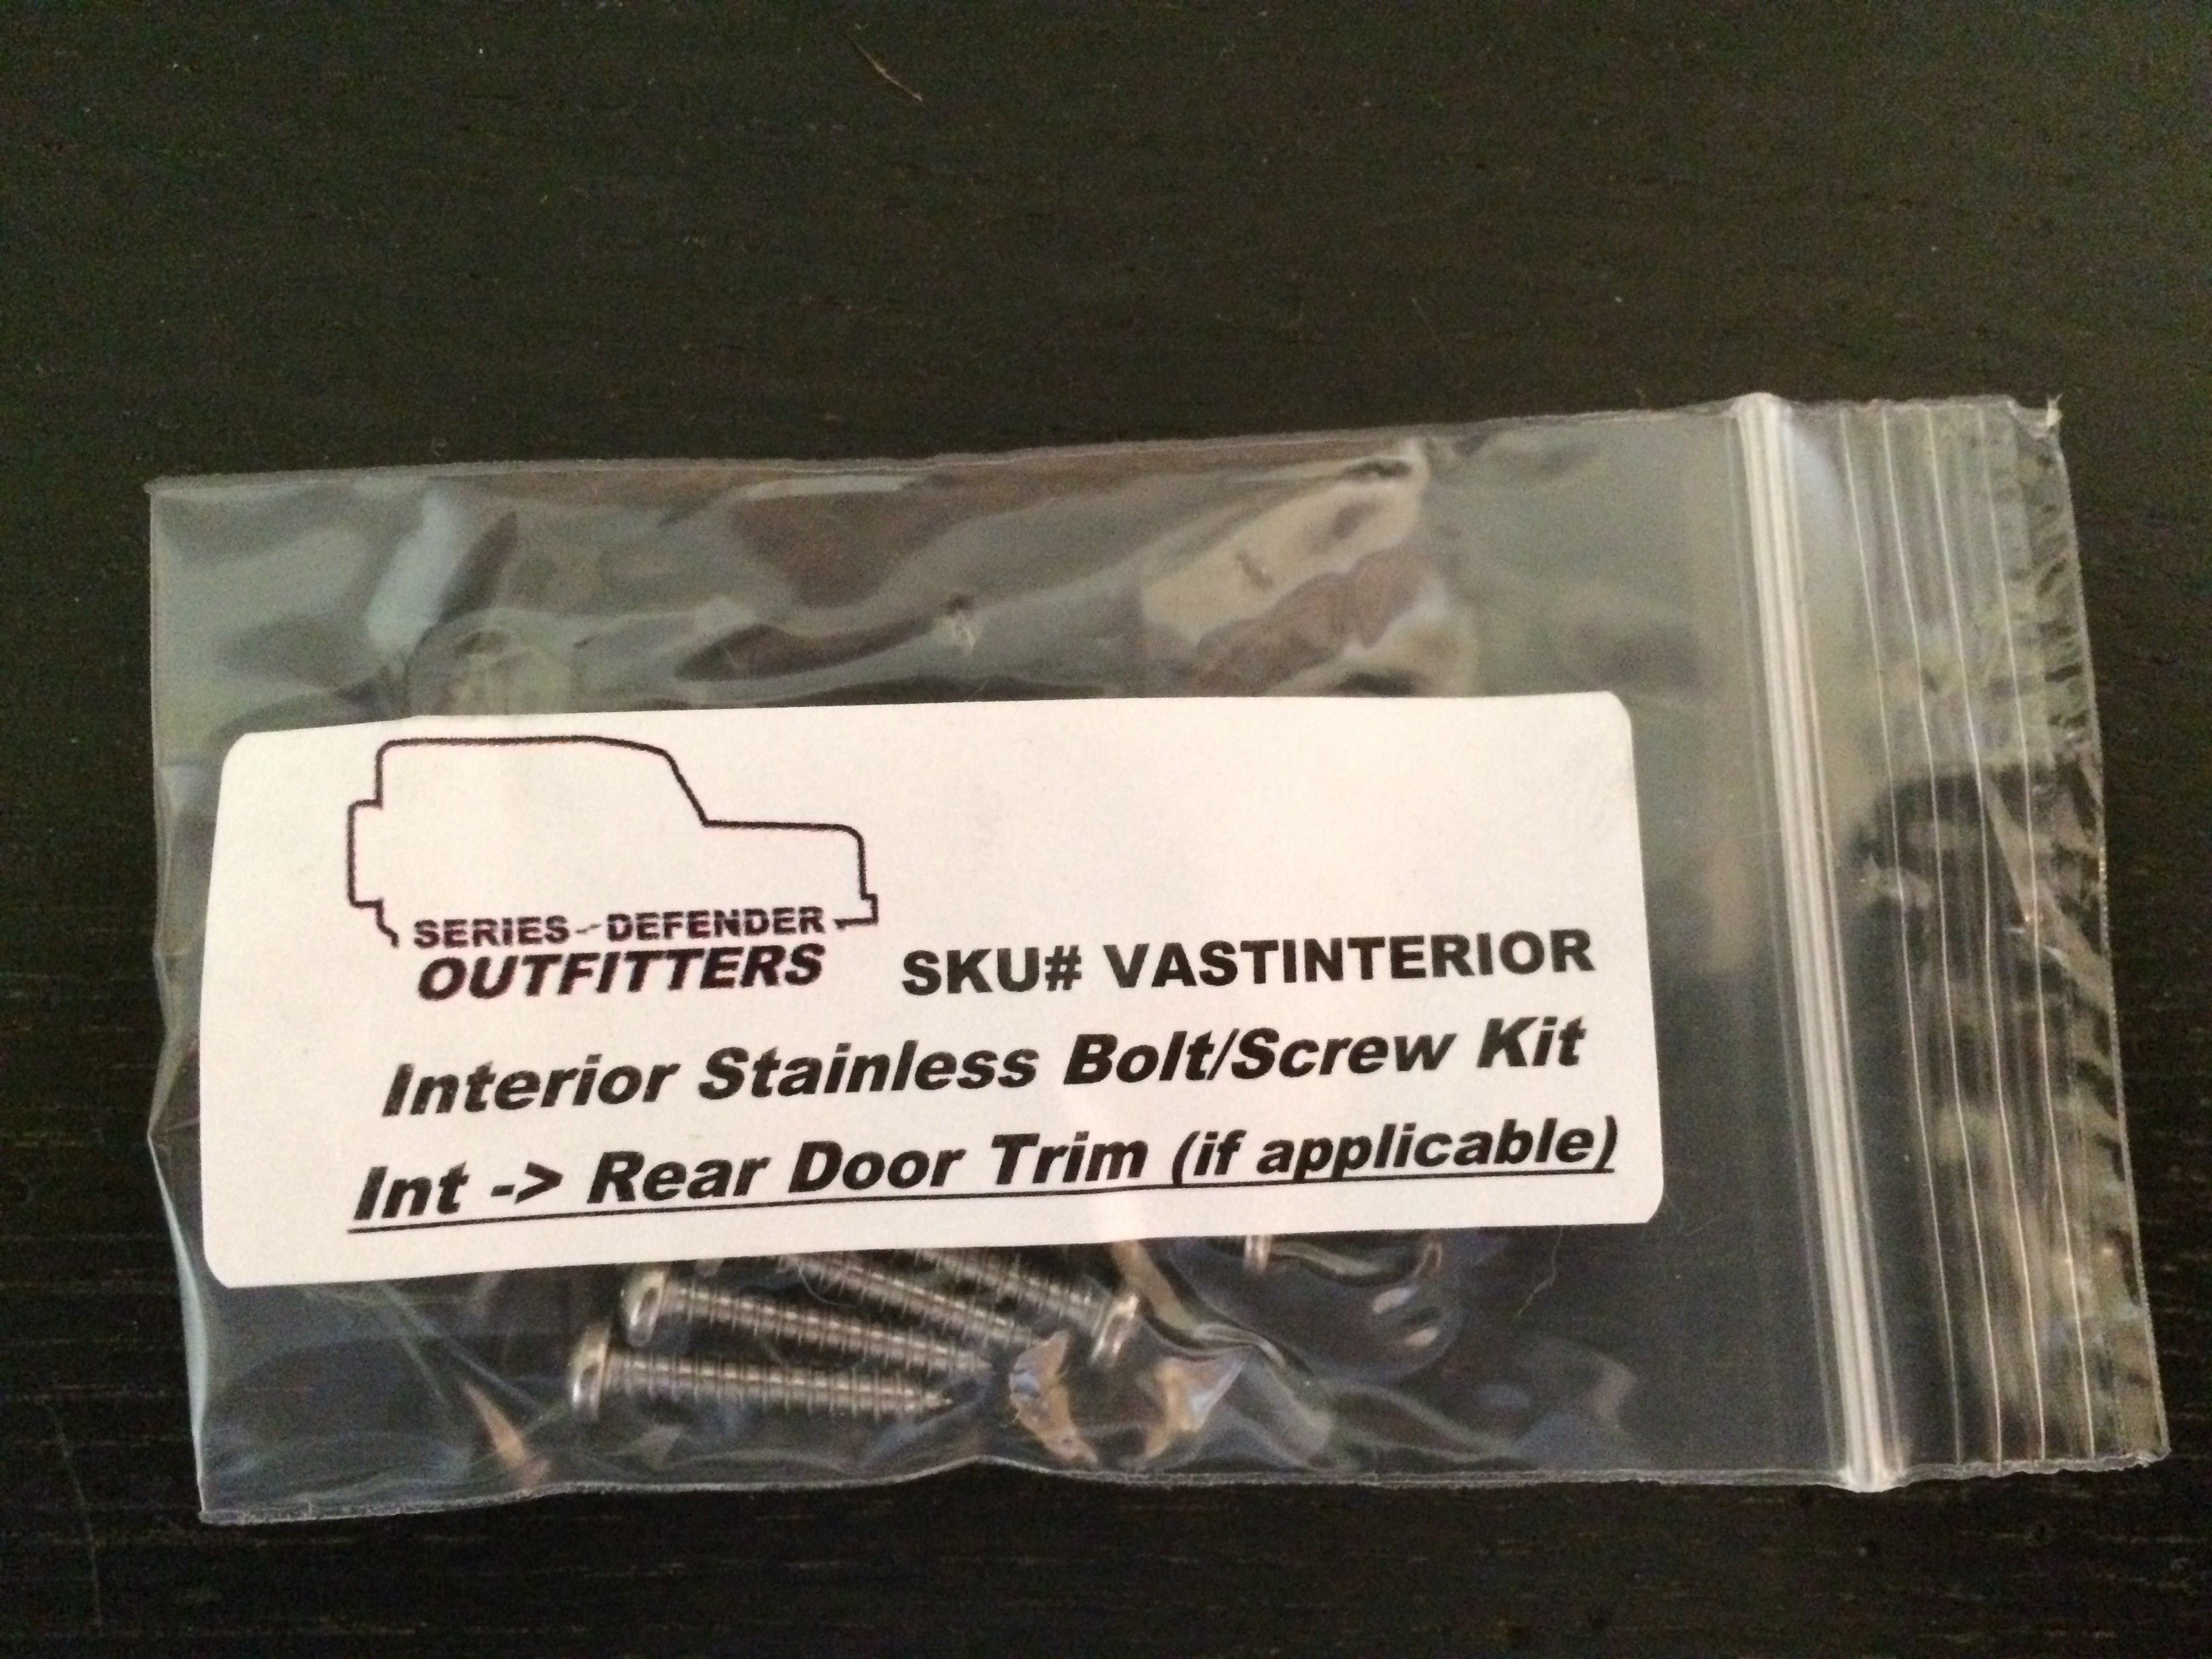 SERIES-DEFENDER
OUTFITTERS
SKU# VASTINTERIOR
Interior Stainless Bolt/Screw Kit
Int -> Rear Door Trim (if applicable)